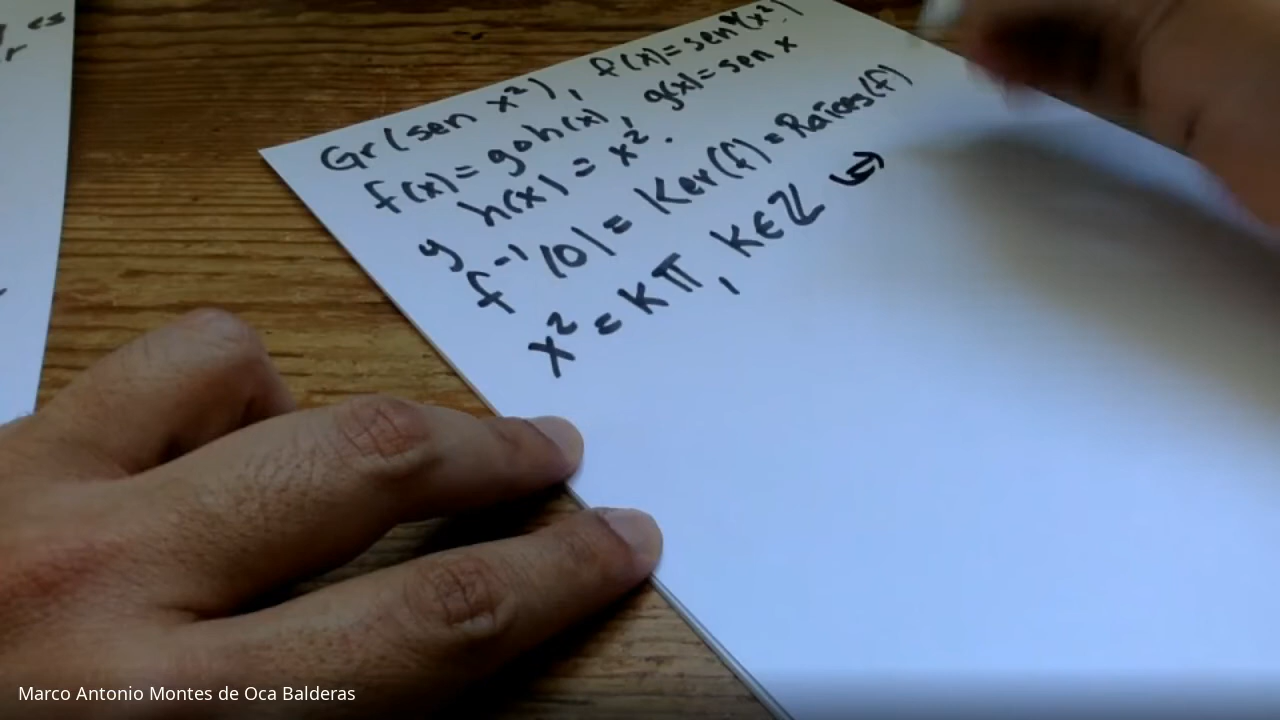 es
r
Gr(sen x²), f(x)=sen(x²)
f(x)=g∘h(x), g(x)=sen x
y h(x)=x².
f⁻¹(0)=Ker(f)=Raíces(f)
x²=kπ, k∈ℤ ↪
Marco Antonio Montes de Oca Balderas